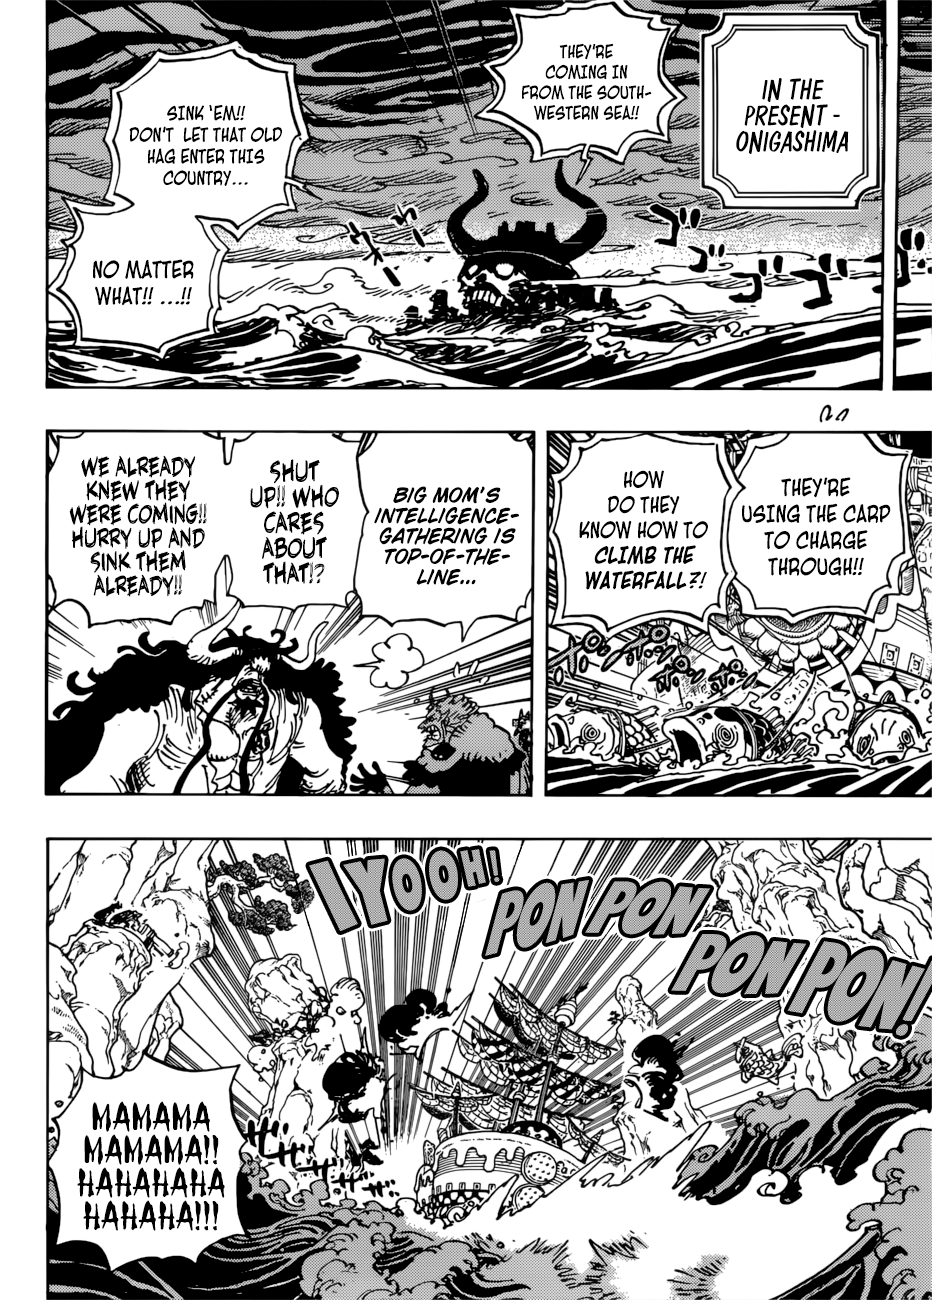 IN THE
PRESENT -
ONIGASHIMA
THEY'RE
COMING IN
FROM THE SOUTH-
WESTERN SEA!!
SINK 'EM!!
DON'T LET THAT OLD
HAG ENTER THIS
COUNTRY...
NO MATTER
WHAT!! ...!!
ゴゴゴゴ
THEY'RE
USING THE CARP
TO CHARGE
THROUGH!!
HOW
DO THEY
KNOW HOW TO
CLIMB THE
WATERFALL?!
BIG MOM'S
INTELLIGENCE-
GATHERING IS
TOP-OF-THE-
LINE...
SHUT
UP!! WHO
CARES
ABOUT
THAT!?
WE ALREADY
KNEW THEY
WERE COMING!!
HURRY UP AND
SINK THEM
ALREADY!!
IYOOH!
PON PON
PON PON!
MAMAMA
MAMAMA!!
HAHAHAHA
HAHAHA!!!